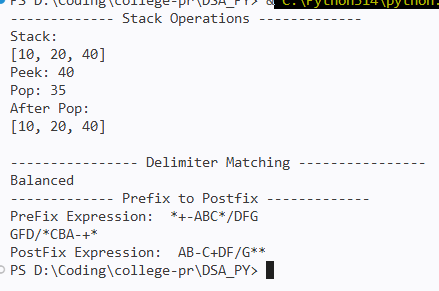 PS D:\Coding\college-pr\DSA_PY> & C:\Python314\python.
------------- Stack Operations -------------
Stack:
[10, 20, 40]
Peek: 40
Pop: 35
After Pop:
[10, 20, 40]
---------------- Delimiter Matching ----------------
Balanced
------------- Prefix to Postfix -------------
PreFix Expression:  *+-ABC*/DFG
GFD/*CBA-+*
PostFix Expression:  AB-C+DF/G**
PS D:\Coding\college-pr\DSA_PY>